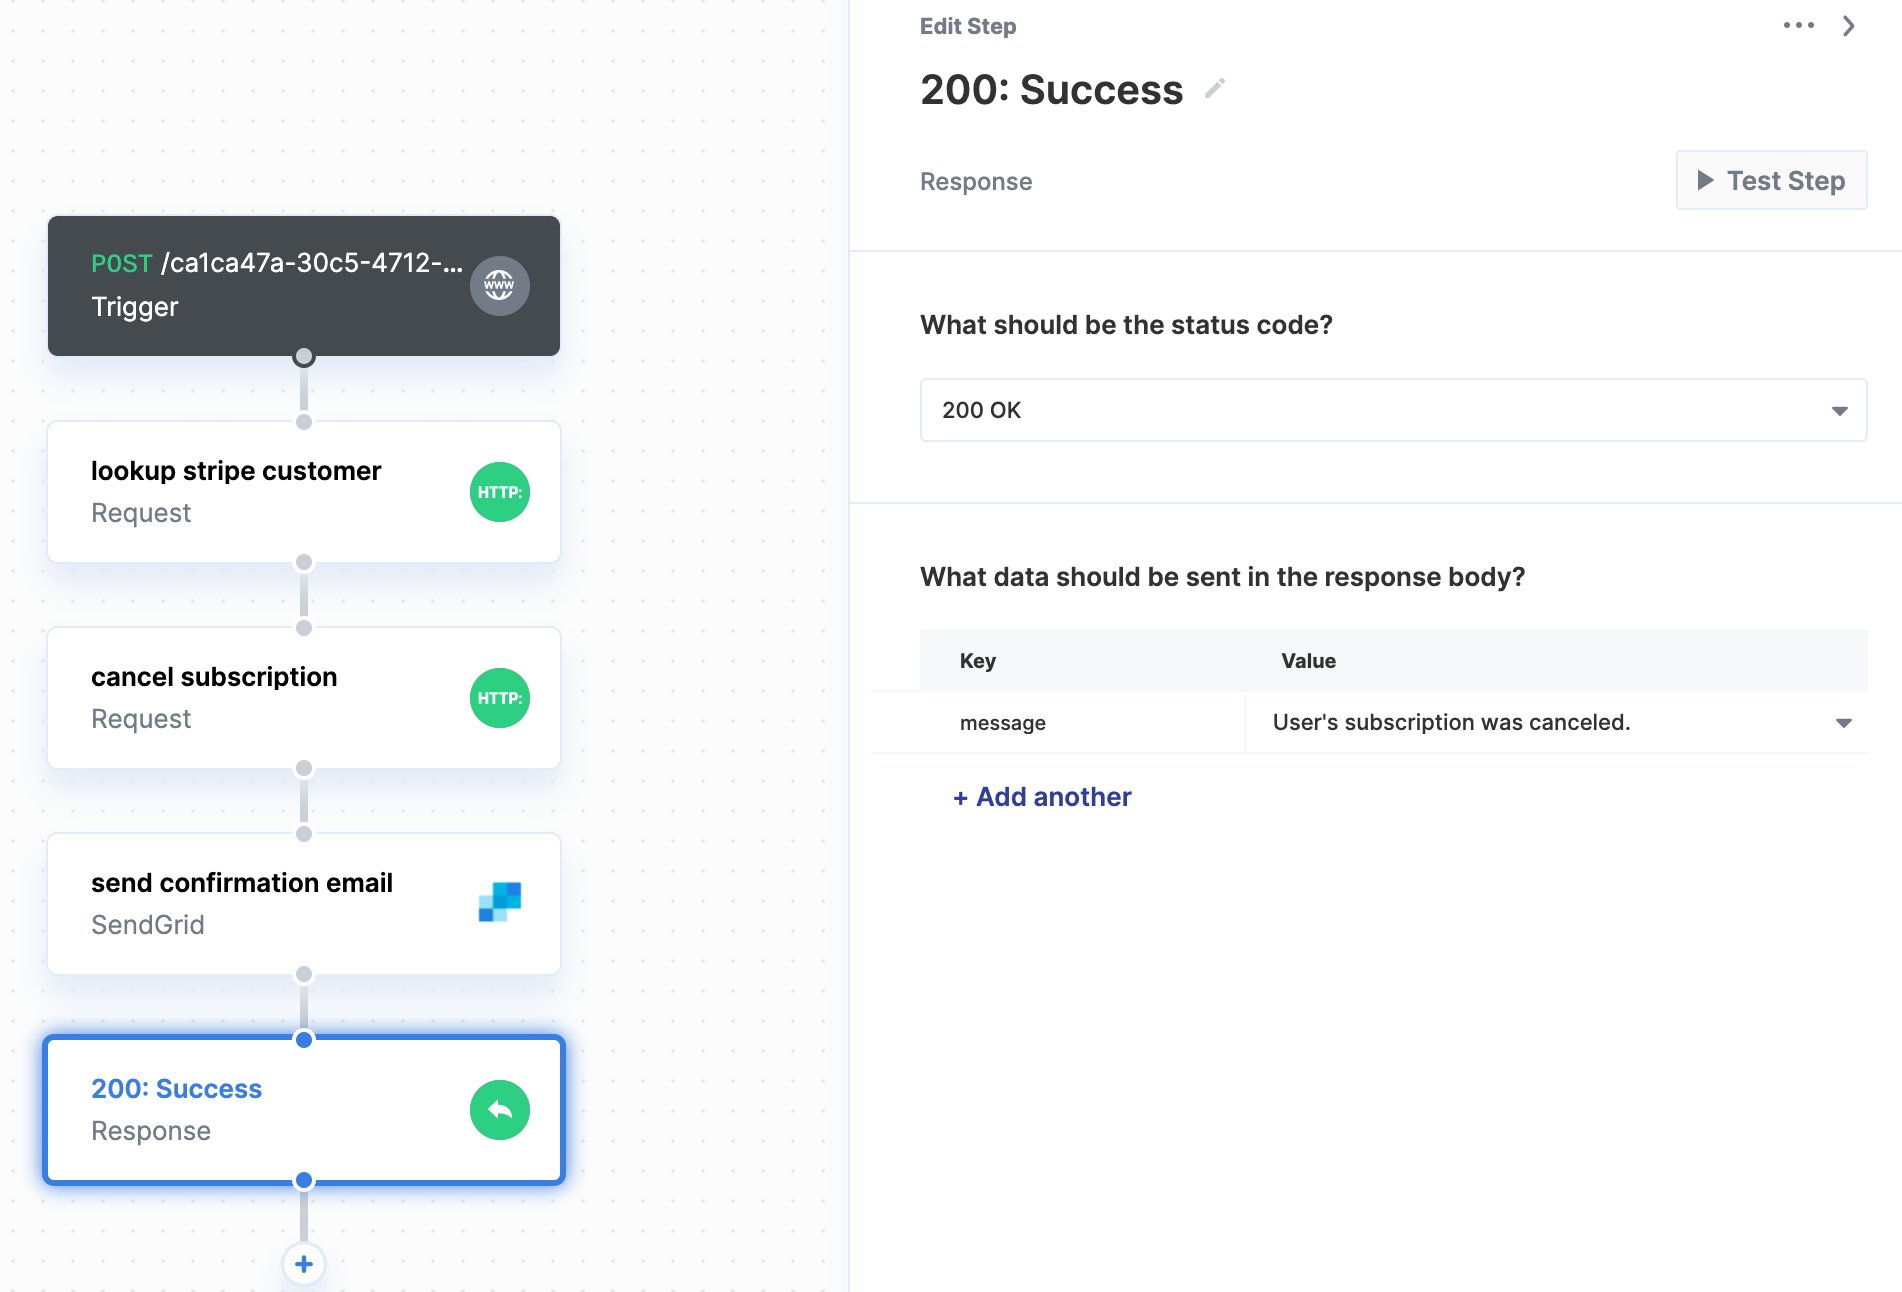 POST /ca1ca47a-30c5-4712-...
Trigger
WWW
lookup stripe customer
Request
HTTP:
cancel subscription
Request
HTTP:
send confirmation email
SendGrid
200: Success
Response
Edit Step
200: Success
Response
Test Step
What should be the status code?
200 OK
What data should be sent in the response body?
Key Value
message User's subscription was canceled.
+ Add another